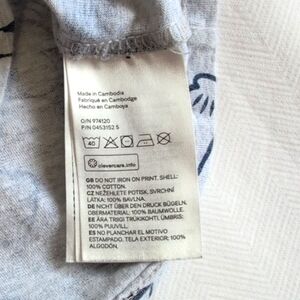 Made in Cambodia
Fabriqué en Cambodge
Hecho en Camboya
O/N 974120
P/N 0453152.5
40
clevercare.info
GB DO NOT IRON ON PRINT. SHELL:
100% COTTON.
CZ NEŽEHLETE POTISK. SVRCHNÍ
LÁTKA: 100% BAVLNA.
DE NICHT ÜBER DEN DRUCK BÜGELN.
OBERMATERIAL: 100% BAUMWOLLE.
EE ÄRA TRIIGI TRÜKKOHTI. ÜMBRIS:
100% PUUVILL.
ES NO PLANCHAR EL MOTIVO
ESTAMPADO. TELA EXTERIOR: 100%
ALGODÓN.